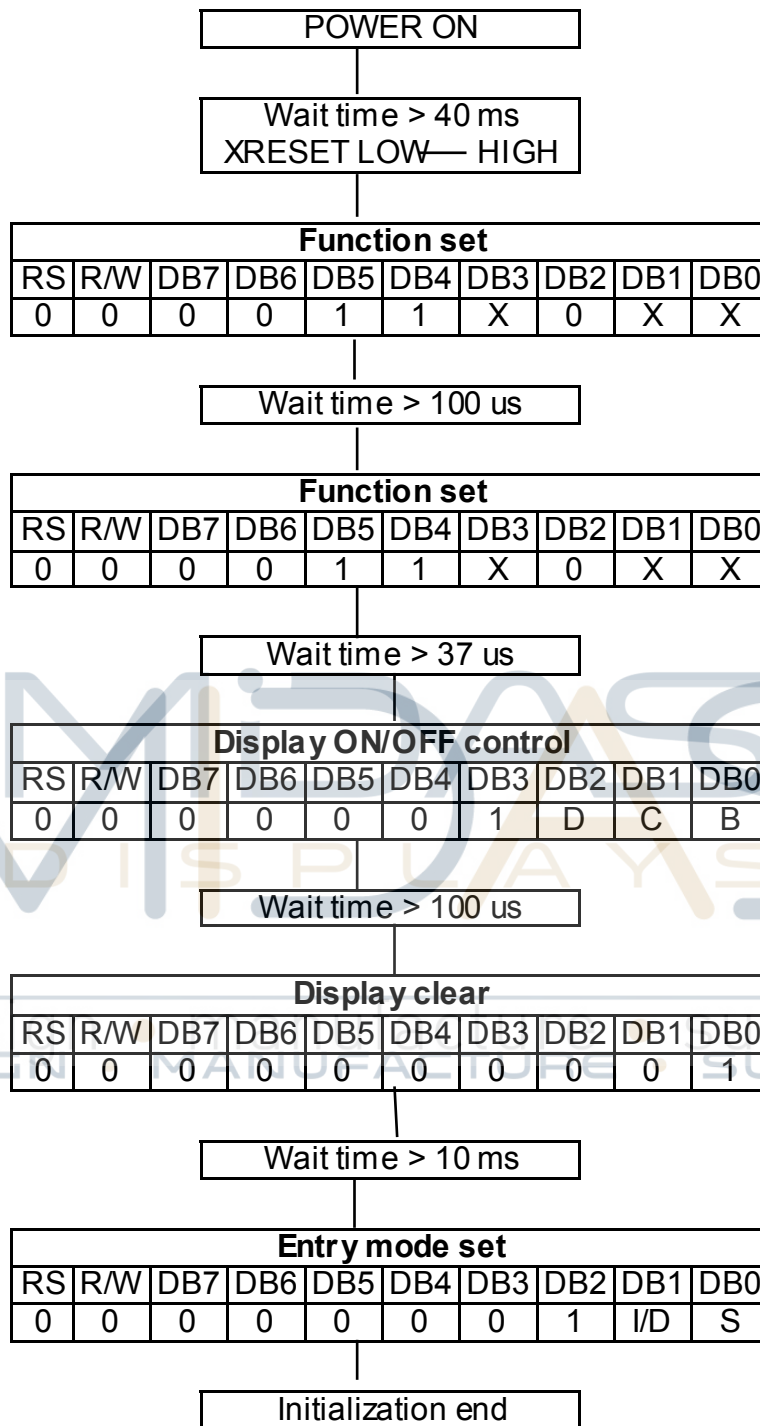 POWER ON
Wait time > 40 ms
XRESET LOW — HIGH
Function set
RS R/W DB7 DB6 DB5 DB4 DB3 DB2 DB1 DB0
0 0 0 0 1 1 X 0 X X
Wait time > 100 us
Function set
RS R/W DB7 DB6 DB5 DB4 DB3 DB2 DB1 DB0
0 0 0 0 1 1 X 0 X X
Wait time > 37 us
MIDAS
Display ON/OFF control
RS R/W DB7 DB6 DB5 DB4 DB3 DB2 DB1 DB0
0 0 0 0 0 0 1 D C B
DISPLAYS
Wait time > 100 us
Display clear
RS R/W DB7 DB6 DB5 DB4 DB3 DB2 DB1 DB0
0 0 0 0 0 0 0 0 0 1
MANUFACTURE
Wait time > 10 ms
Entry mode set
RS R/W DB7 DB6 DB5 DB4 DB3 DB2 DB1 DB0
0 0 0 0 0 0 0 1 I/D S
Initialization end